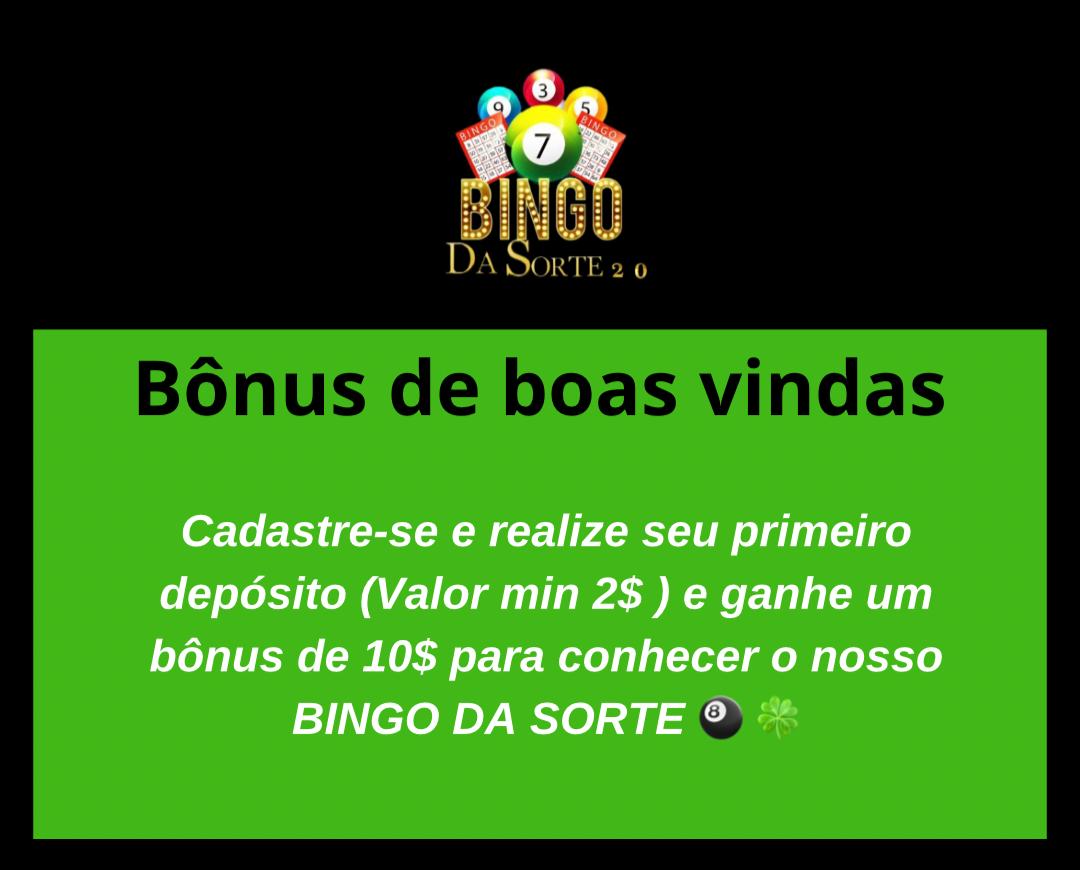 3
9
5
BINGO
BINGO
7
BINGO
DA SORTE 2 0
Bônus de boas vindas
Cadastre-se e realize seu primeiro
depósito (Valor min 2$ ) e ganhe um
bônus de 10$ para conhecer o nosso
BINGO DA SORTE 🎱 🍀